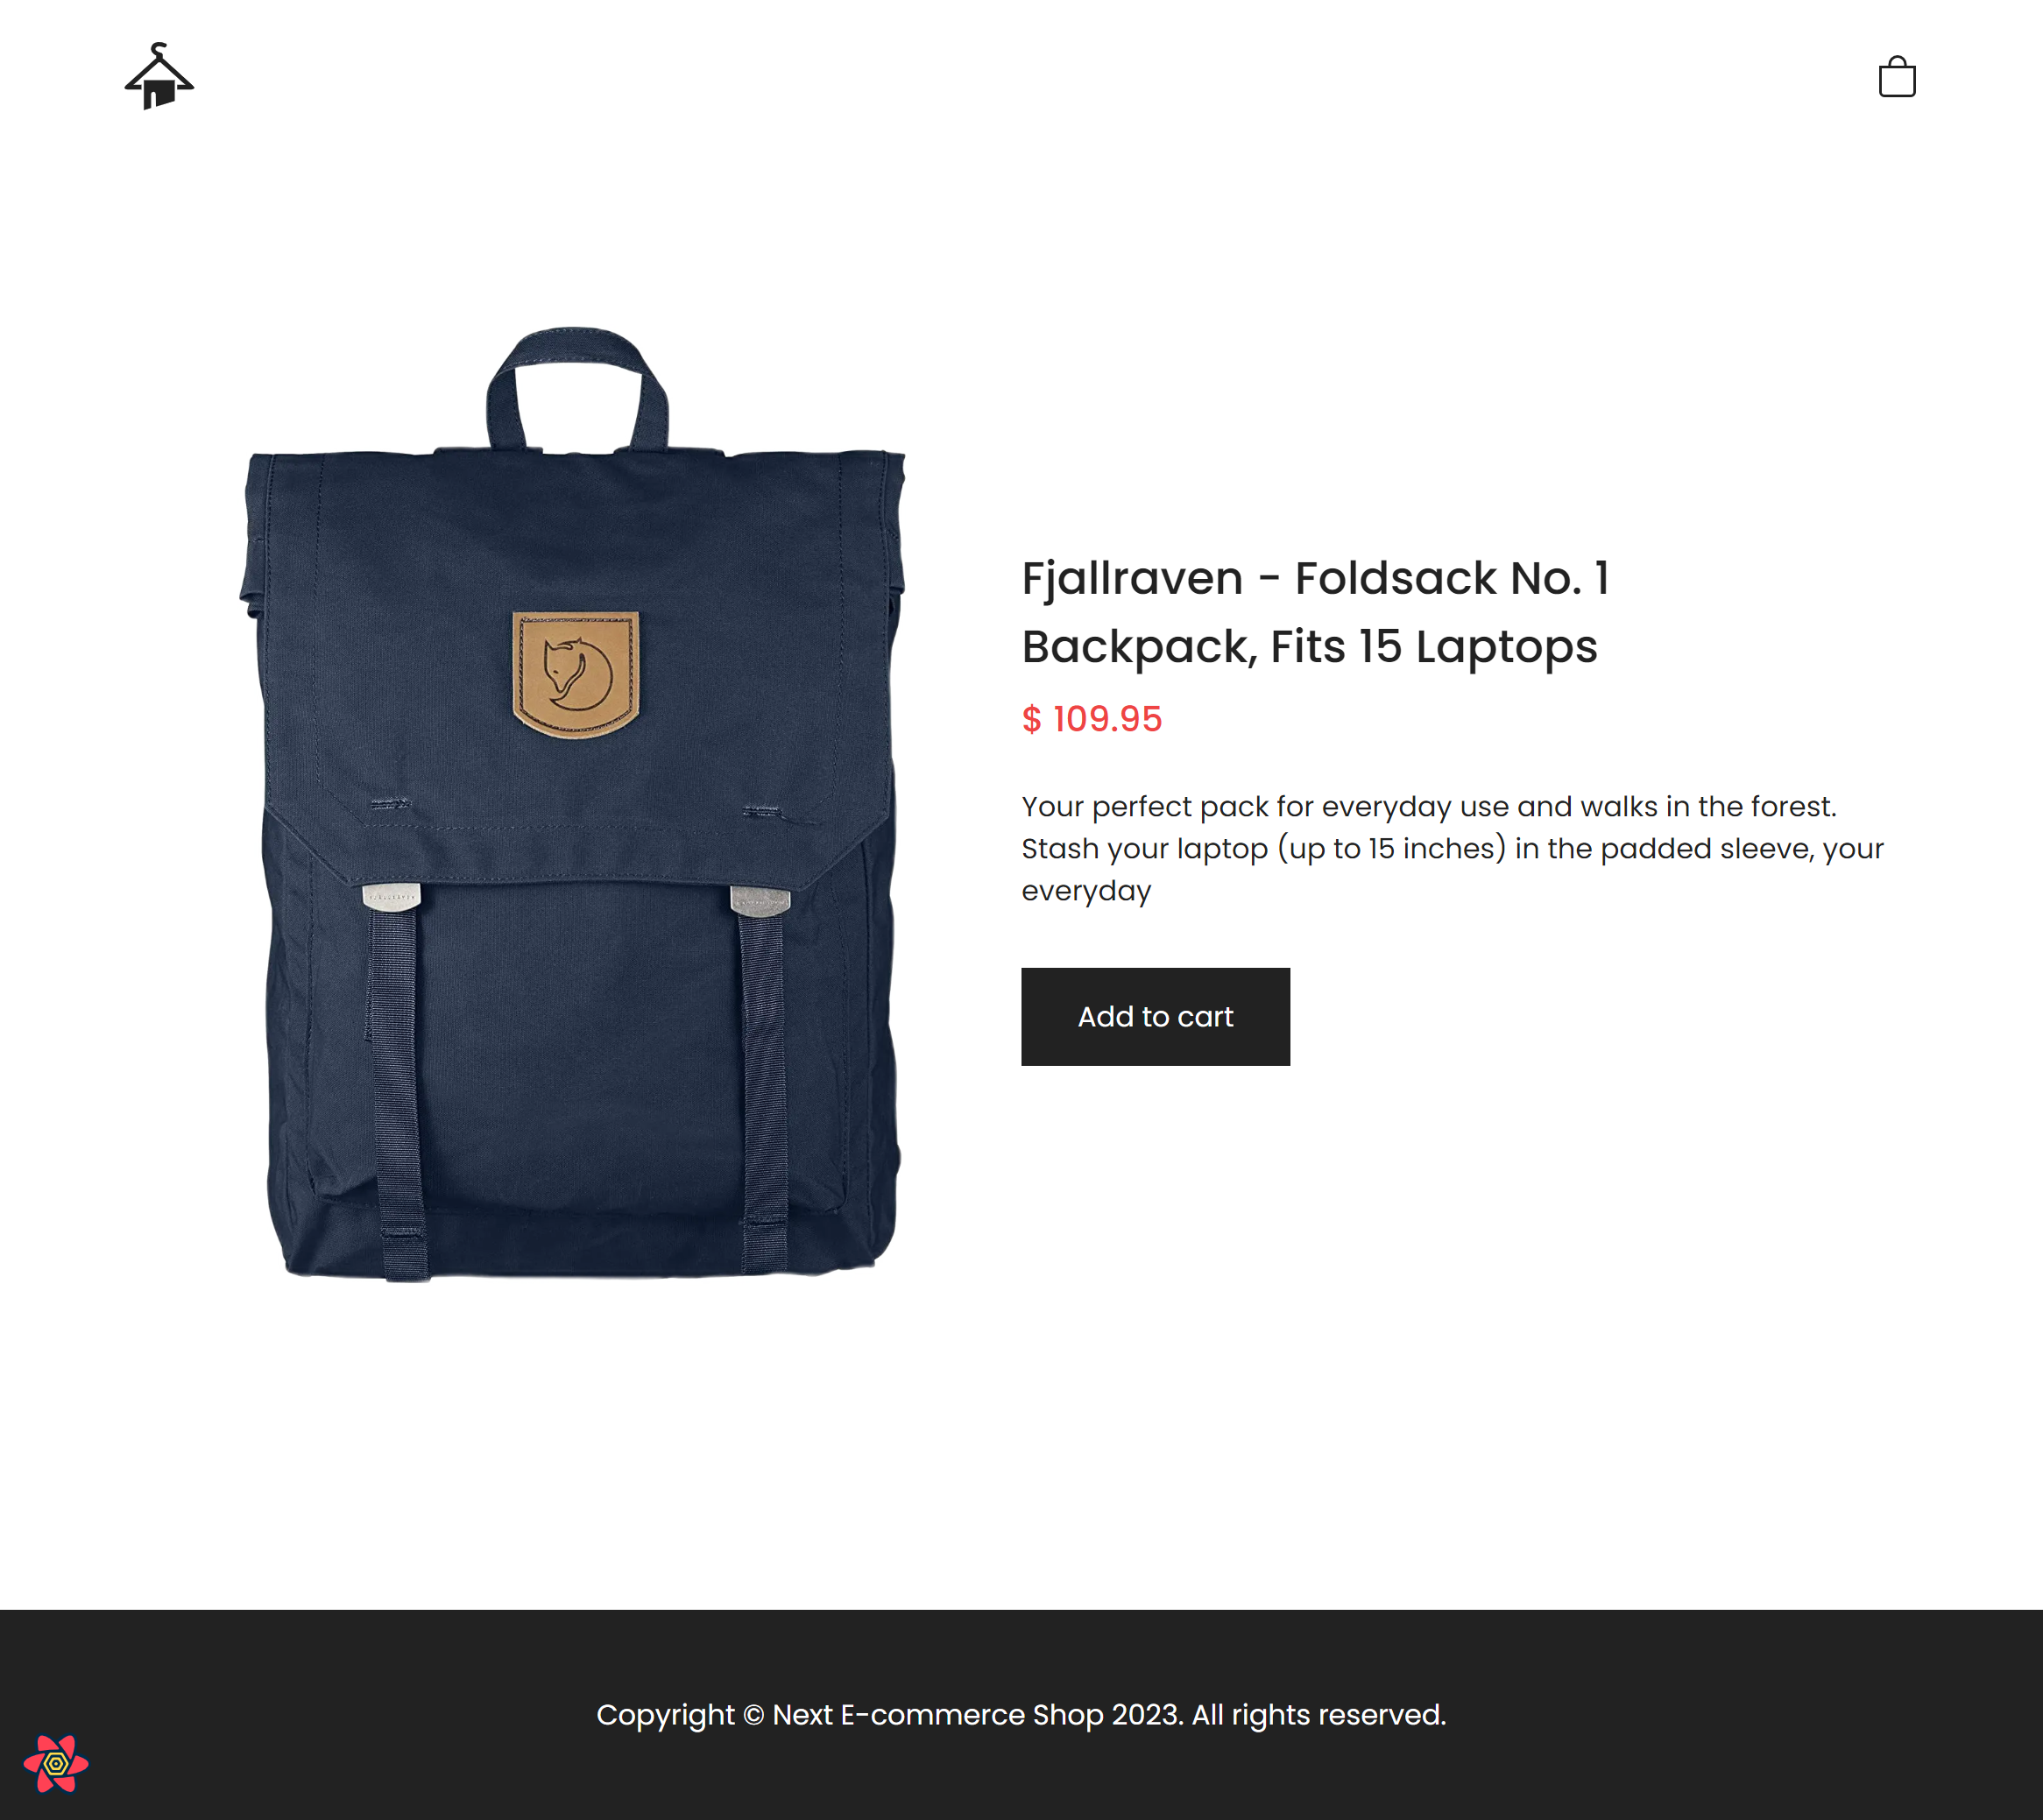 Fjallraven - Foldsack No. 1
Backpack, Fits 15 Laptops
$ 109.95
Your perfect pack for everyday use and walks in the forest.
Stash your laptop (up to 15 inches) in the padded sleeve, your
everyday
Add to cart
Copyright © Next E-commerce Shop 2023. All rights reserved.